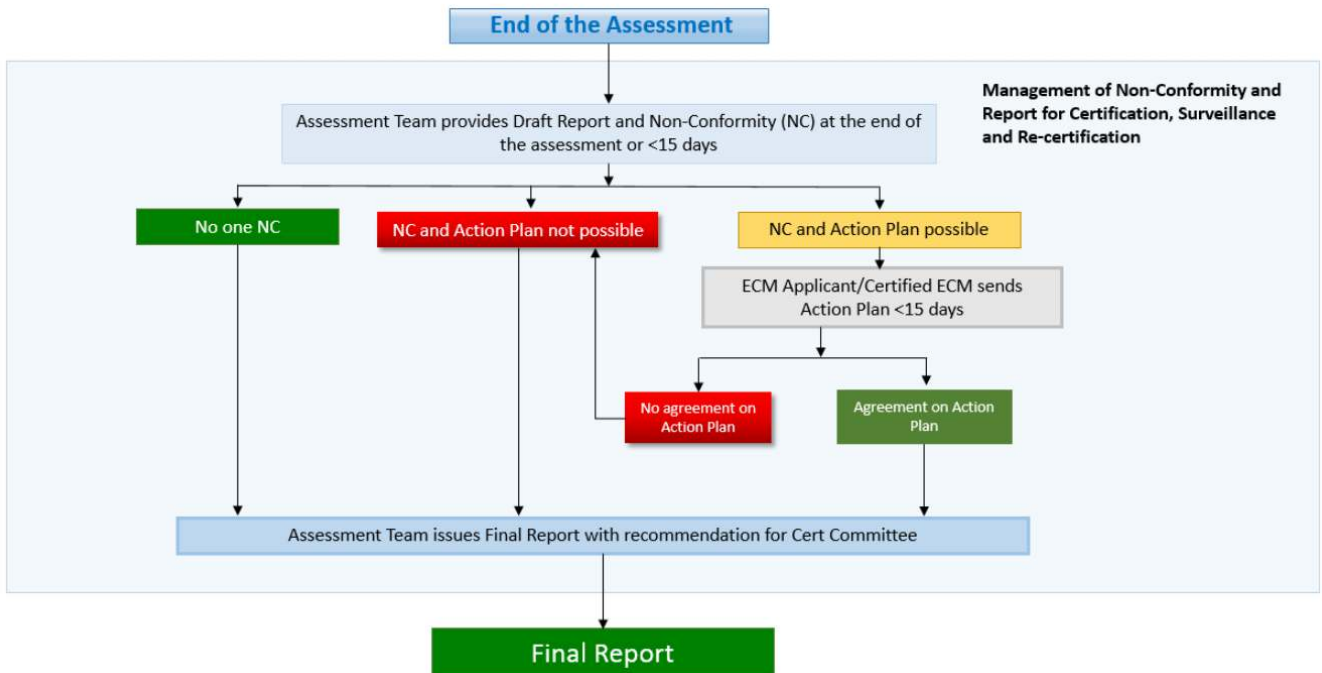 End of the Assessment
Management of Non-Conformity and
Report for Certification, Surveillance
and Re-certification
Assessment Team provides Draft Report and Non-Conformity (NC) at the end of
the assessment or <15 days
No one NC
NC and Action Plan not possible
NC and Action Plan possible
ECM Applicant/Certified ECM sends
Action Plan <15 days
No agreement on
Action Plan
Agreement on Action
Plan
Assessment Team issues Final Report with recommendation for Cert Committee
Final Report